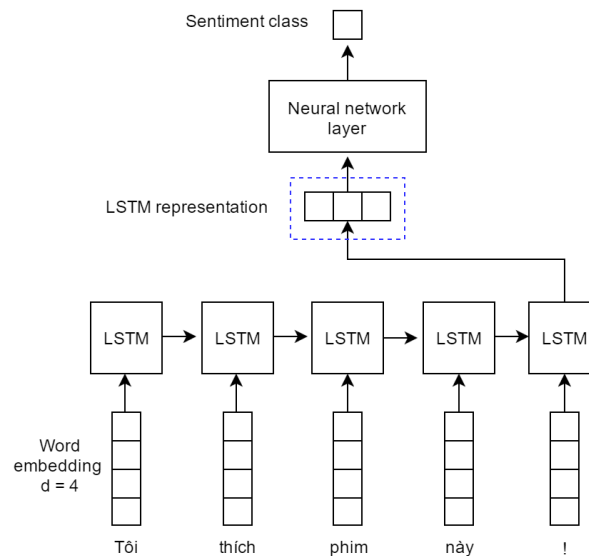 Sentiment class
Neural network
layer
LSTM representation
LSTM
LSTM
LSTM
LSTM
LSTM
Word
embedding
d = 4
Tôi
thích
phim
này
!